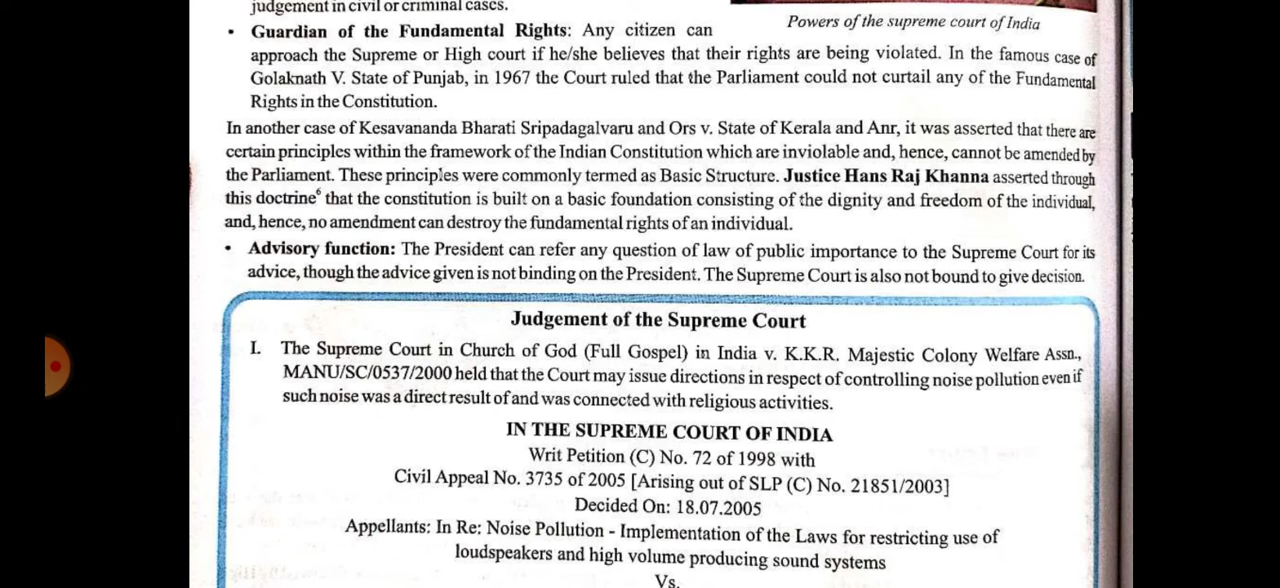 judgement in civil or criminal cases.
Powers of the supreme court of India
• Guardian of the Fundamental Rights: Any citizen can
approach the Supreme or High court if he/she believes that their rights are being violated. In the famous case of
Golaknath V. State of Punjab, in 1967 the Court ruled that the Parliament could not curtail any of the Fundamental
Rights in the Constitution.
In another case of Kesavananda Bharati Sripadagalvaru and Ors v. State of Kerala and Anr, it was asserted that there are
certain principles within the framework of the Indian Constitution which are inviolable and, hence, cannot be amended by
the Parliament. These principles were commonly termed as Basic Structure. Justice Hans Raj Khanna asserted through
this doctrine⁶ that the constitution is built on a basic foundation consisting of the dignity and freedom of the individual,
and, hence, no amendment can destroy the fundamental rights of an individual.
• Advisory function: The President can refer any question of law of public importance to the Supreme Court for its
advice, though the advice given is not binding on the President. The Supreme Court is also not bound to give decision.
Judgement of the Supreme Court
I. The Supreme Court in Church of God (Full Gospel) in India v. K.K.R. Majestic Colony Welfare Assn.,
MANU/SC/0537/2000 held that the Court may issue directions in respect of controlling noise pollution even if
such noise was a direct result of and was connected with religious activities.
IN THE SUPREME COURT OF INDIA
Writ Petition (C) No. 72 of 1998 with
Civil Appeal No. 3735 of 2005 [Arising out of SLP (C) No. 21851/2003]
Decided On: 18.07.2005
Appellants: In Re: Noise Pollution - Implementation of the Laws for restricting use of
loudspeakers and high volume producing sound systems
Vs.